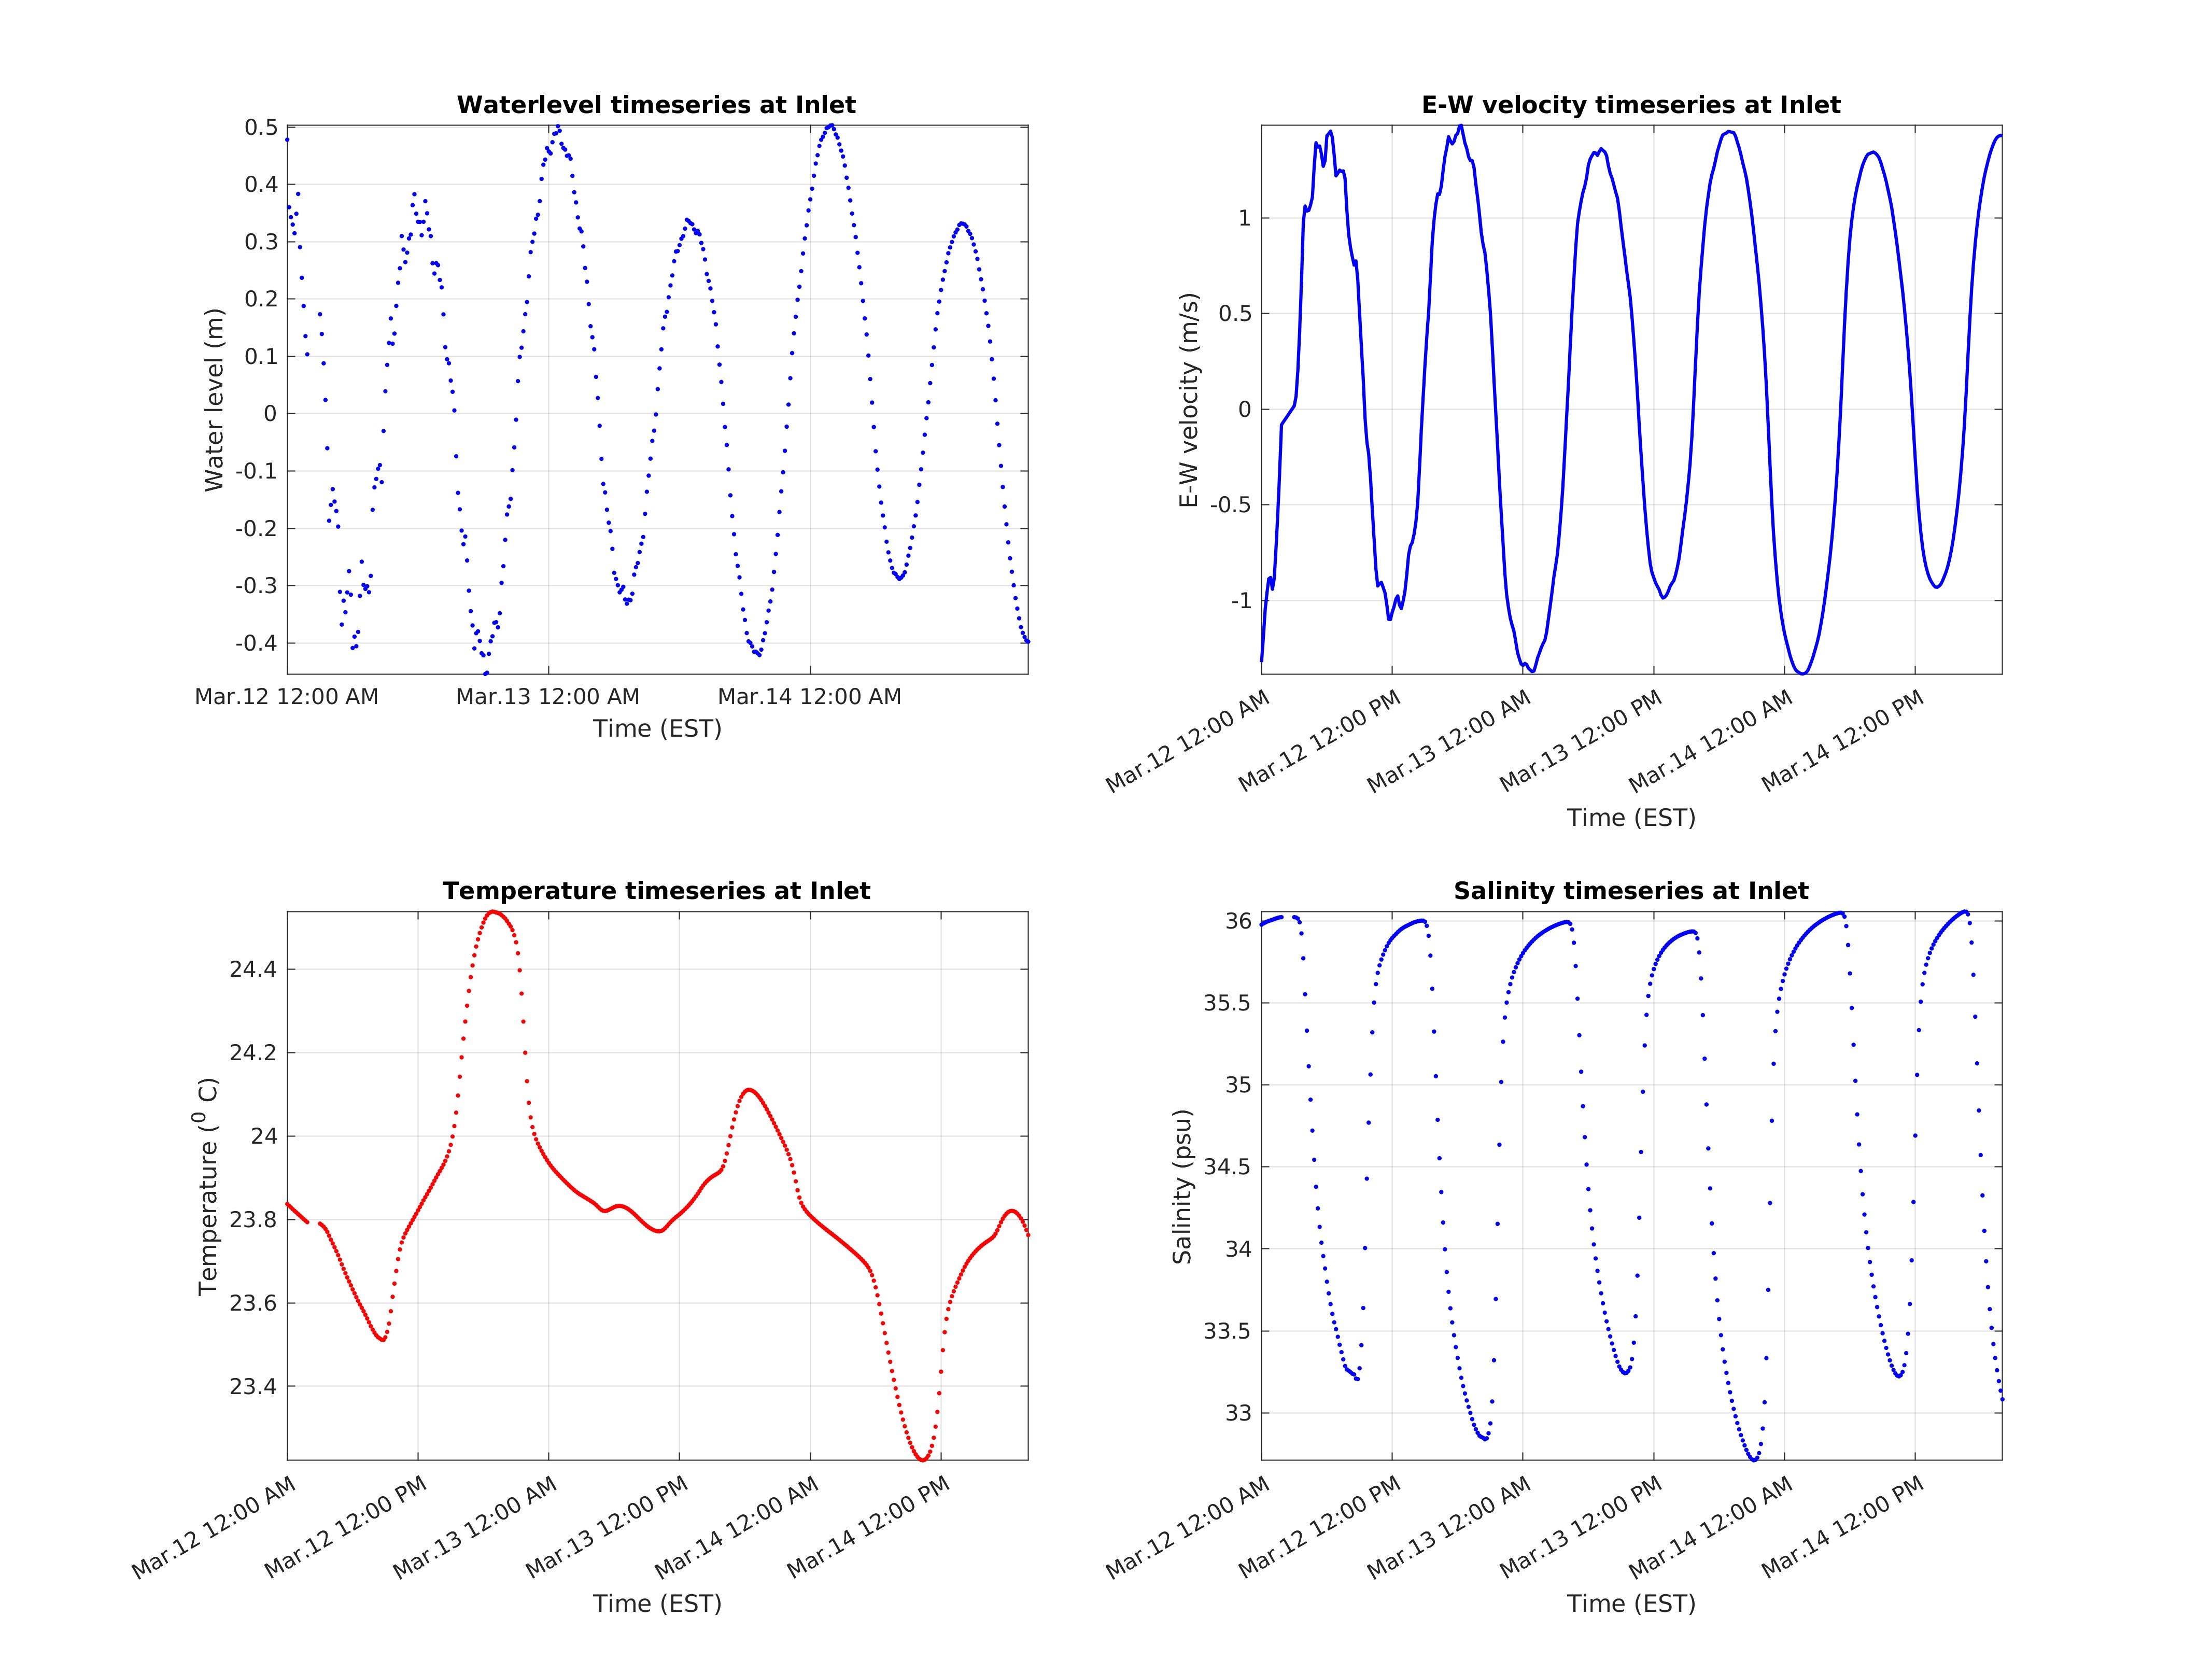 Waterlevel timeseries at Inlet
0.5
0.4
0.3
0.2
0.1
0
-0.1
-0.2
-0.3
-0.4
Water level (m)
Mar.12 12:00 AM Mar.13 12:00 AM Mar.14 12:00 AM
Time (EST)
E-W velocity timeseries at Inlet
1
0.5
0
-0.5
-1
E-W velocity (m/s)
Mar.12 12:00 AM
Mar.12 12:00 PM
Mar.13 12:00 AM
Mar.13 12:00 PM
Mar.14 12:00 AM
Mar.14 12:00 PM
Time (EST)
Temperature timeseries at Inlet
24.4
24.2
24
23.8
23.6
23.4
Temperature (⁰ C)
Mar.12 12:00 AM
Mar.12 12:00 PM
Mar.13 12:00 AM
Mar.13 12:00 PM
Mar.14 12:00 AM
Mar.14 12:00 PM
Time (EST)
Salinity timeseries at Inlet
36
35.5
35
34.5
34
33.5
33
Salinity (psu)
Mar.12 12:00 AM
Mar.12 12:00 PM
Mar.13 12:00 AM
Mar.13 12:00 PM
Mar.14 12:00 AM
Mar.14 12:00 PM
Time (EST)